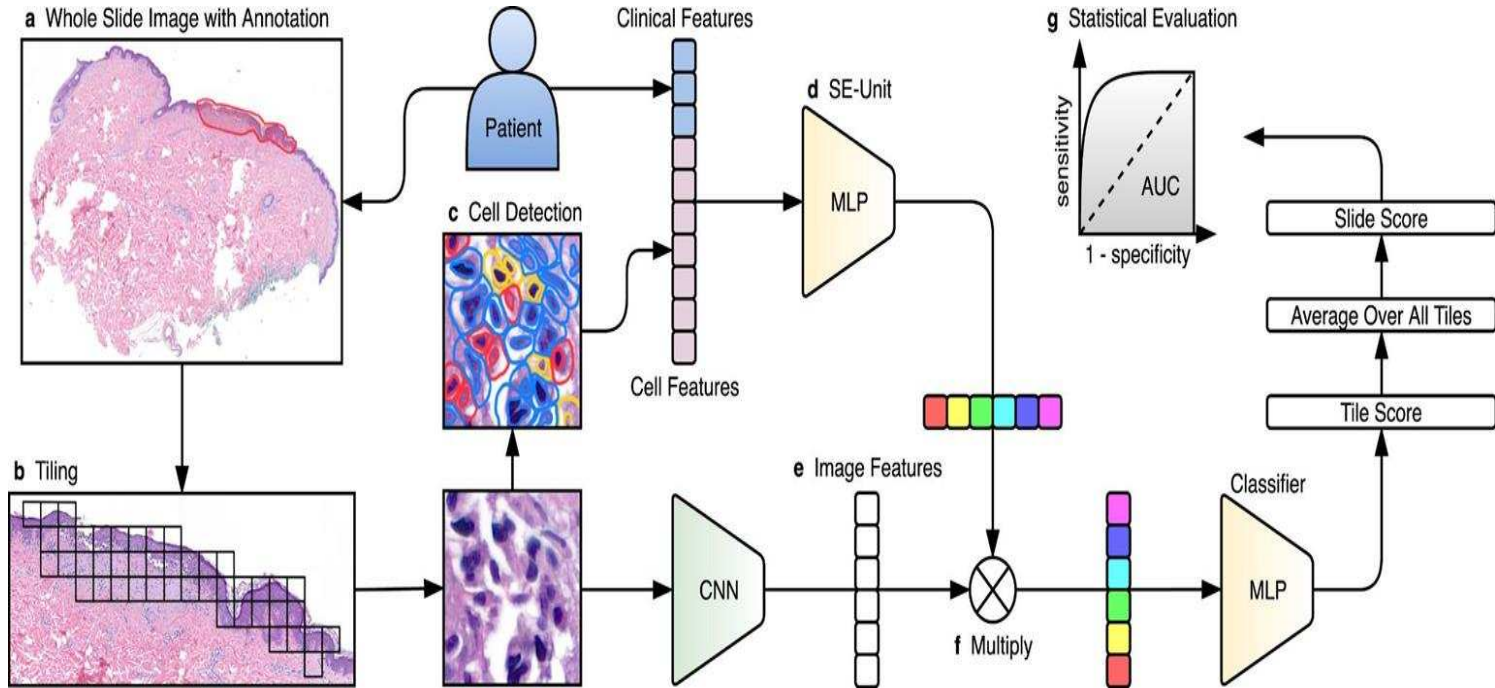 a Whole Slide Image with Annotation
Patient
Clinical Features
d SE-Unit
MLP
g Statistical Evaluation
sensitivity
AUC
1 - specificity
Slide Score
Average Over All Tiles
Tile Score
c Cell Detection
Cell Features
b Tiling
CNN
e Image Features
f Multiply
Classifier
MLP